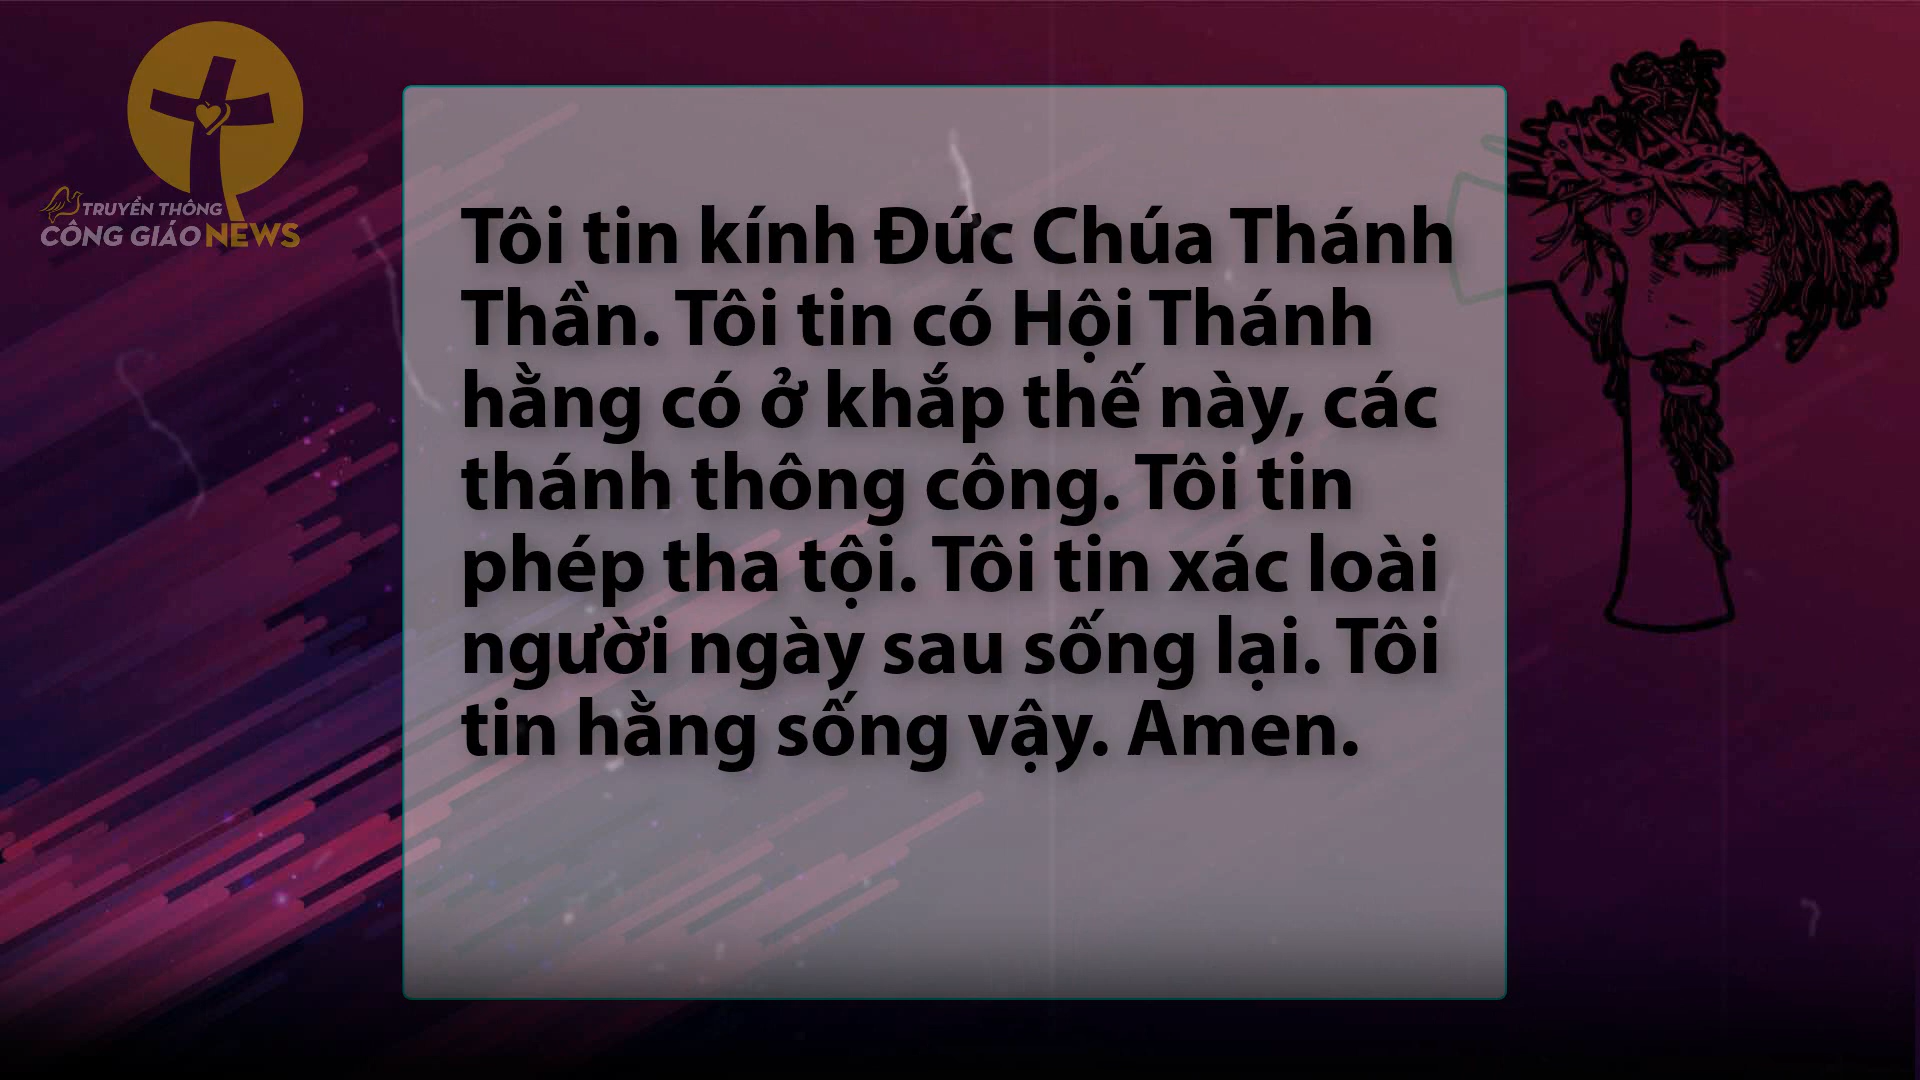 TRUYỀN THÔNG
CÔNG GIÁO NEWS
Tôi tin kính Đức Chúa Thánh
Thần. Tôi tin có Hội Thánh
hằng có ở khắp thế này, các
thánh thông công. Tôi tin
phép tha tội. Tôi tin xác loài
người ngày sau sống lại. Tôi
tin hằng sống vậy. Amen.